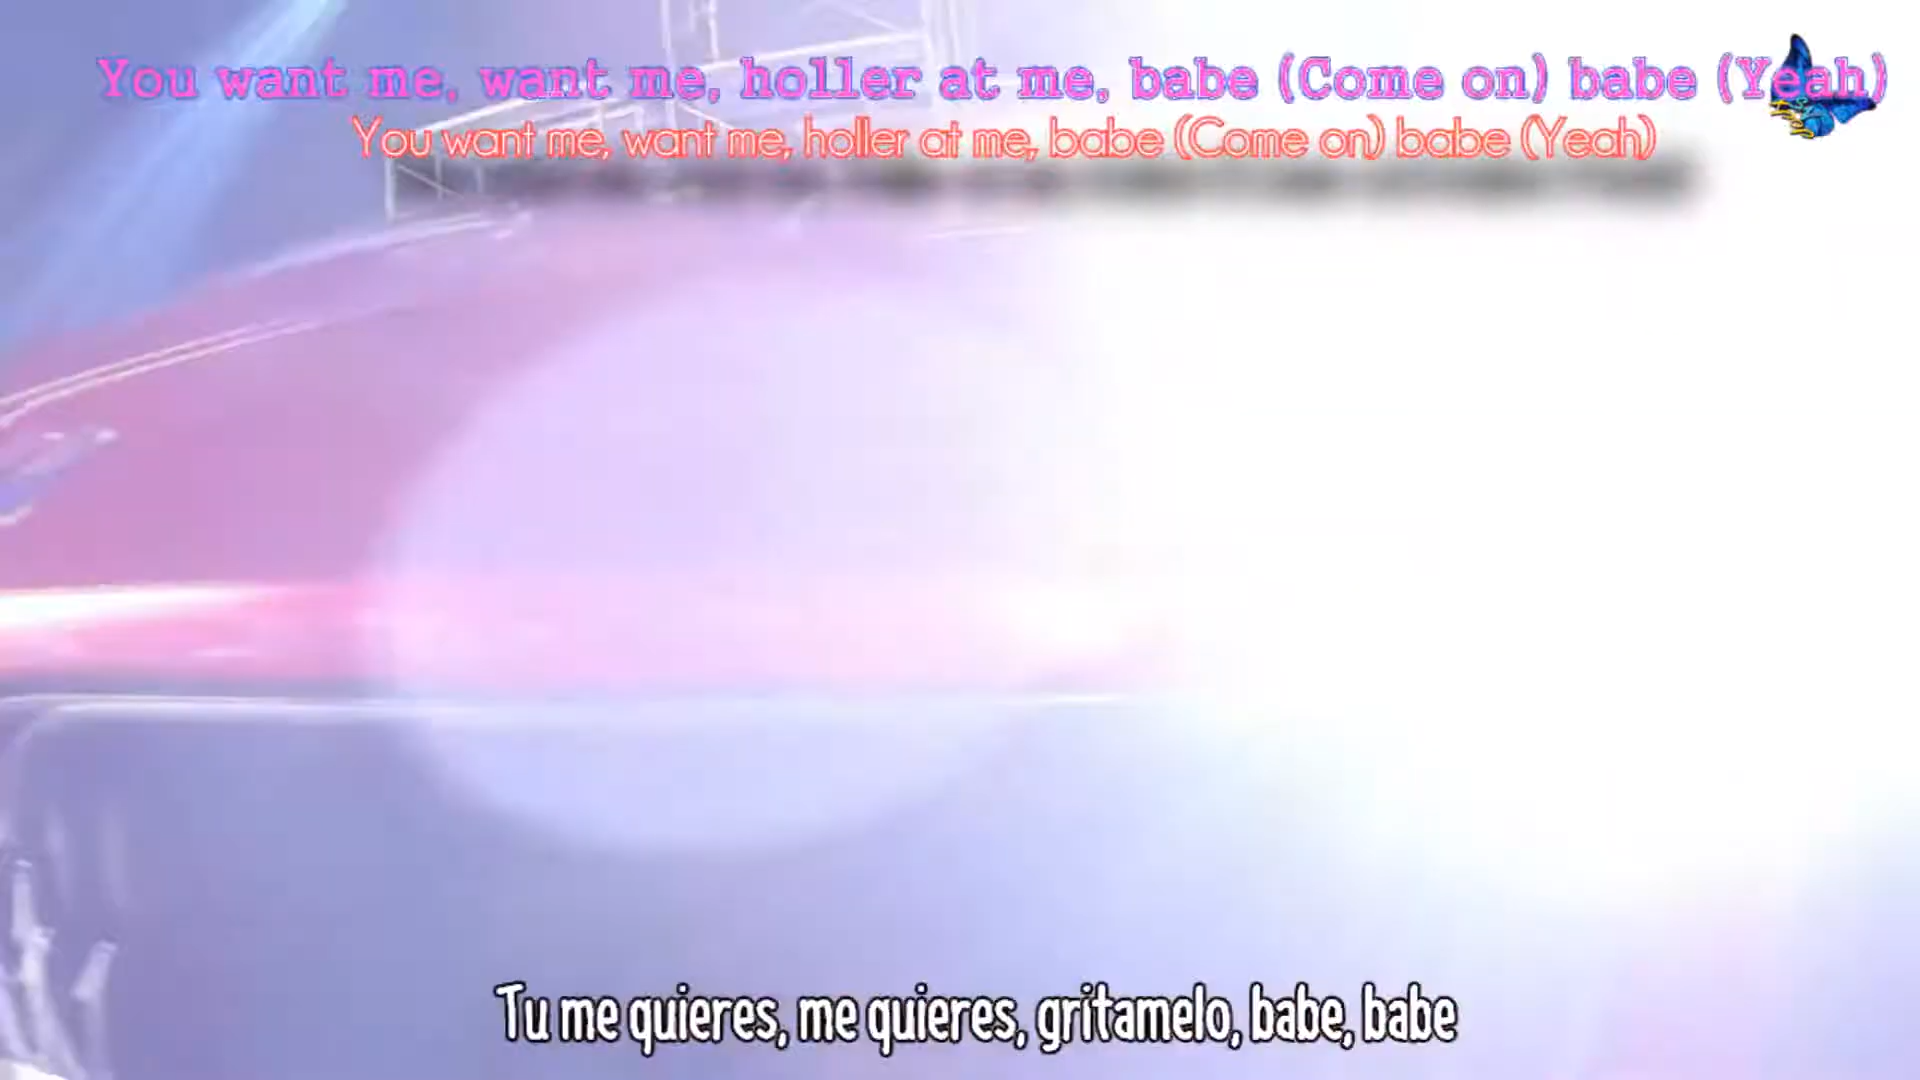 You want me, want me, holler at me, babe (Come on) babe (Yeah)
You want me, want me, holler at me, babe (Come on) babe (Yeah)
Tu me quieres, me quieres, gritamelo, babe, babe